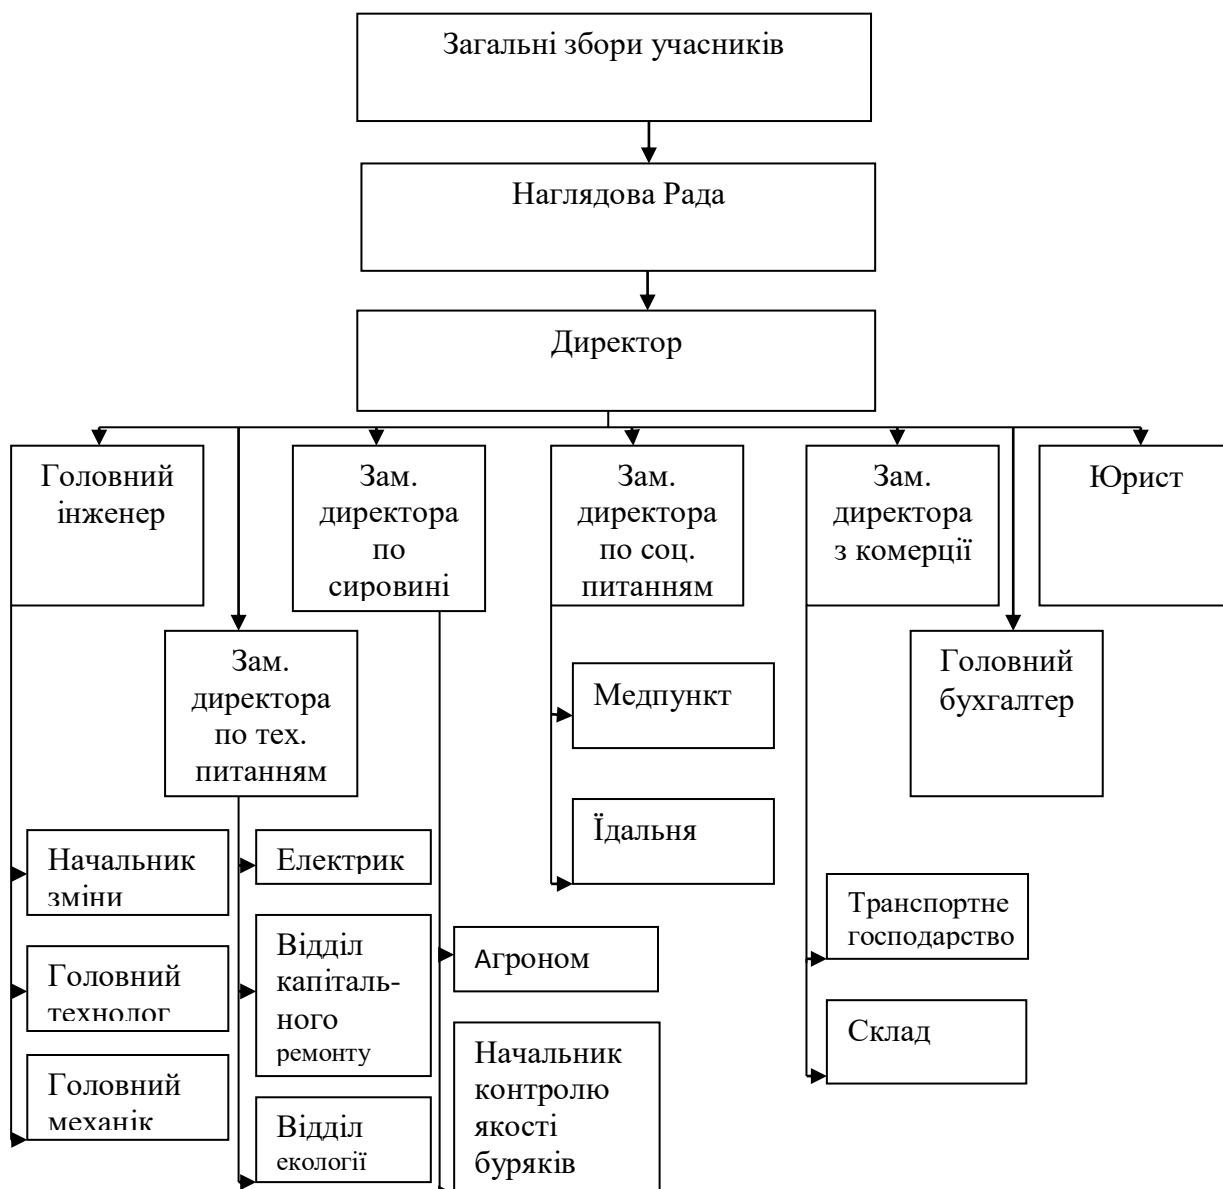 Загальні збори учасників
Наглядова Рада
Директор
Головний
інженер
Зам.
директора
по
сировині
Зам.
директора
по соц.
питанням
Зам.
директора
з комерції
Юрист
Зам.
директора
по тех.
питанням
Головний
бухгалтер
Медпункт
Їдальня
Начальник
зміни
Головний
технолог
Головний
механік
Електрик
Відділ
капіталь-
ного
ремонту
Відділ
екології
Агроном
Начальник
контролю
якості
буряків
Транспортне
господарство
Склад